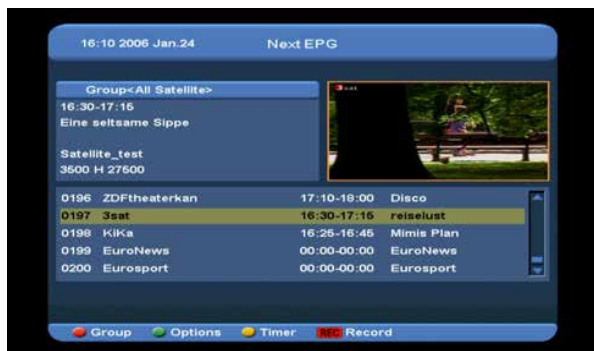 16:10 2006 Jan.24 Next EPG
Group<All Satellite>
16:30-17:15
Eine seltsame Sippe
Satellite_test
3500 H 27500
3sat
0196 ZDFtheaterkan 17:10-18:00 Disco
0197 3sat 16:30-17:15 reiselust
0198 KiKa 16:25-16:45 Mimis Plan
0199 EuroNews 00:00-00:00 EuroNews
0200 Eurosport 00:00-00:00 Eurosport
Group Options Timer REC Record